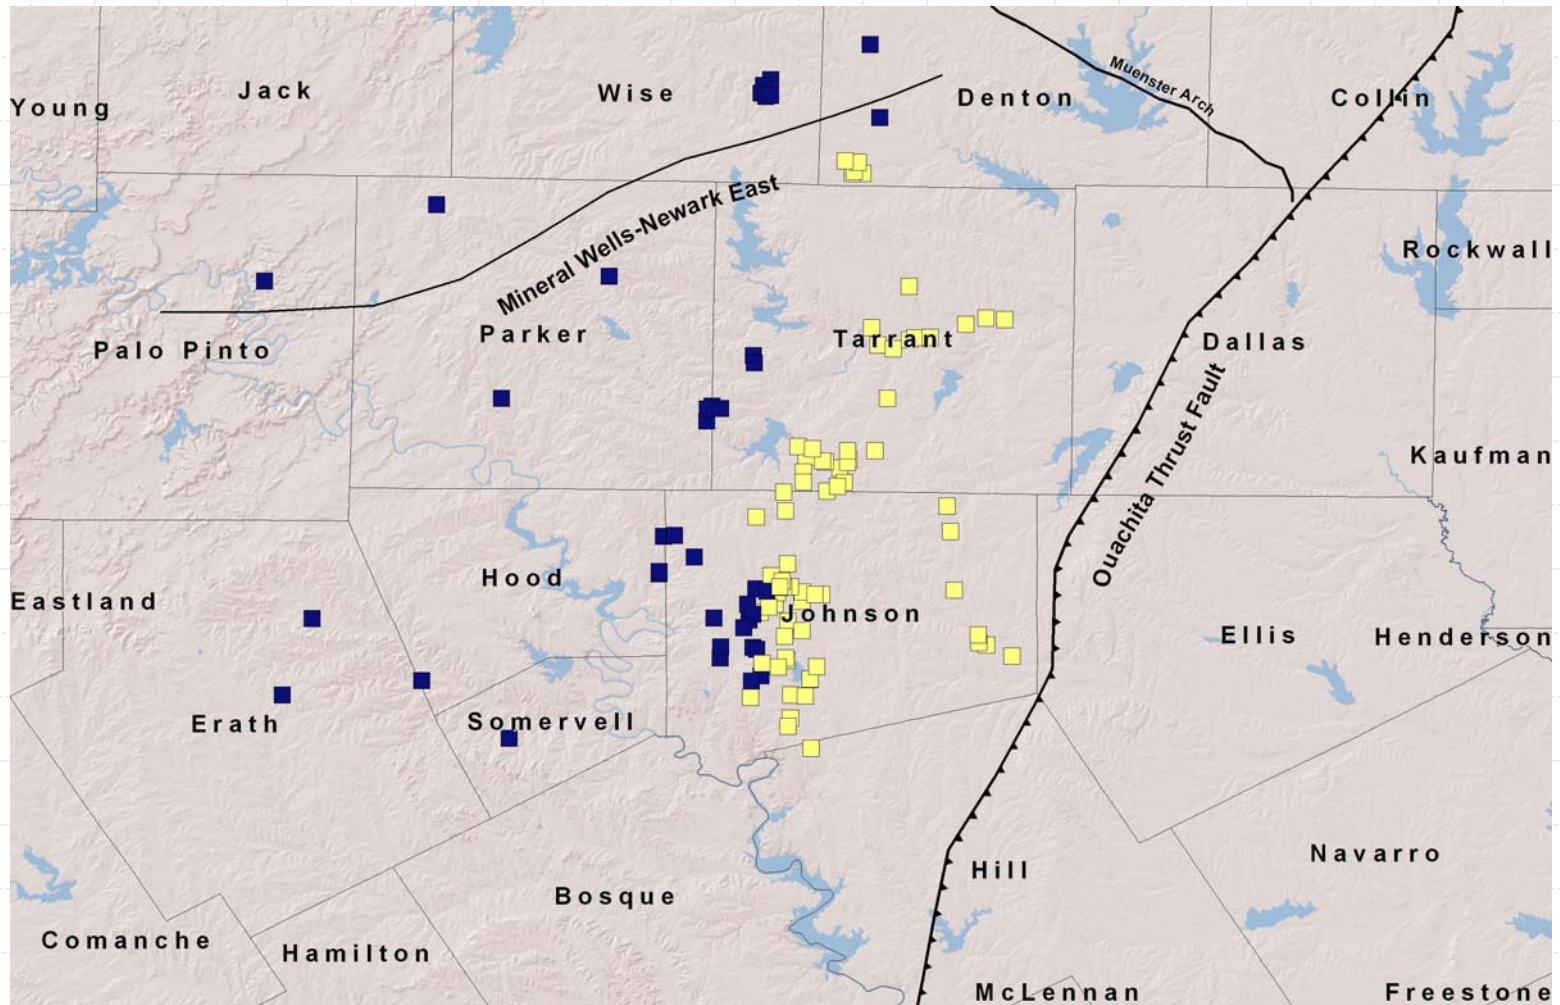 Jack
Wise
Denton
Muenster Arch
Collin
Young
Mineral Wells-Newark East
Rockwall
Parker
Tarrant
Dallas
Palo Pinto
Kaufman
Ouachita Thrust Fault
Hood
Eastland
Johnson
Ellis
Henderson
Erath
Somervell
Navarro
Hill
Bosque
Comanche
Hamilton
McLennan
Freestone